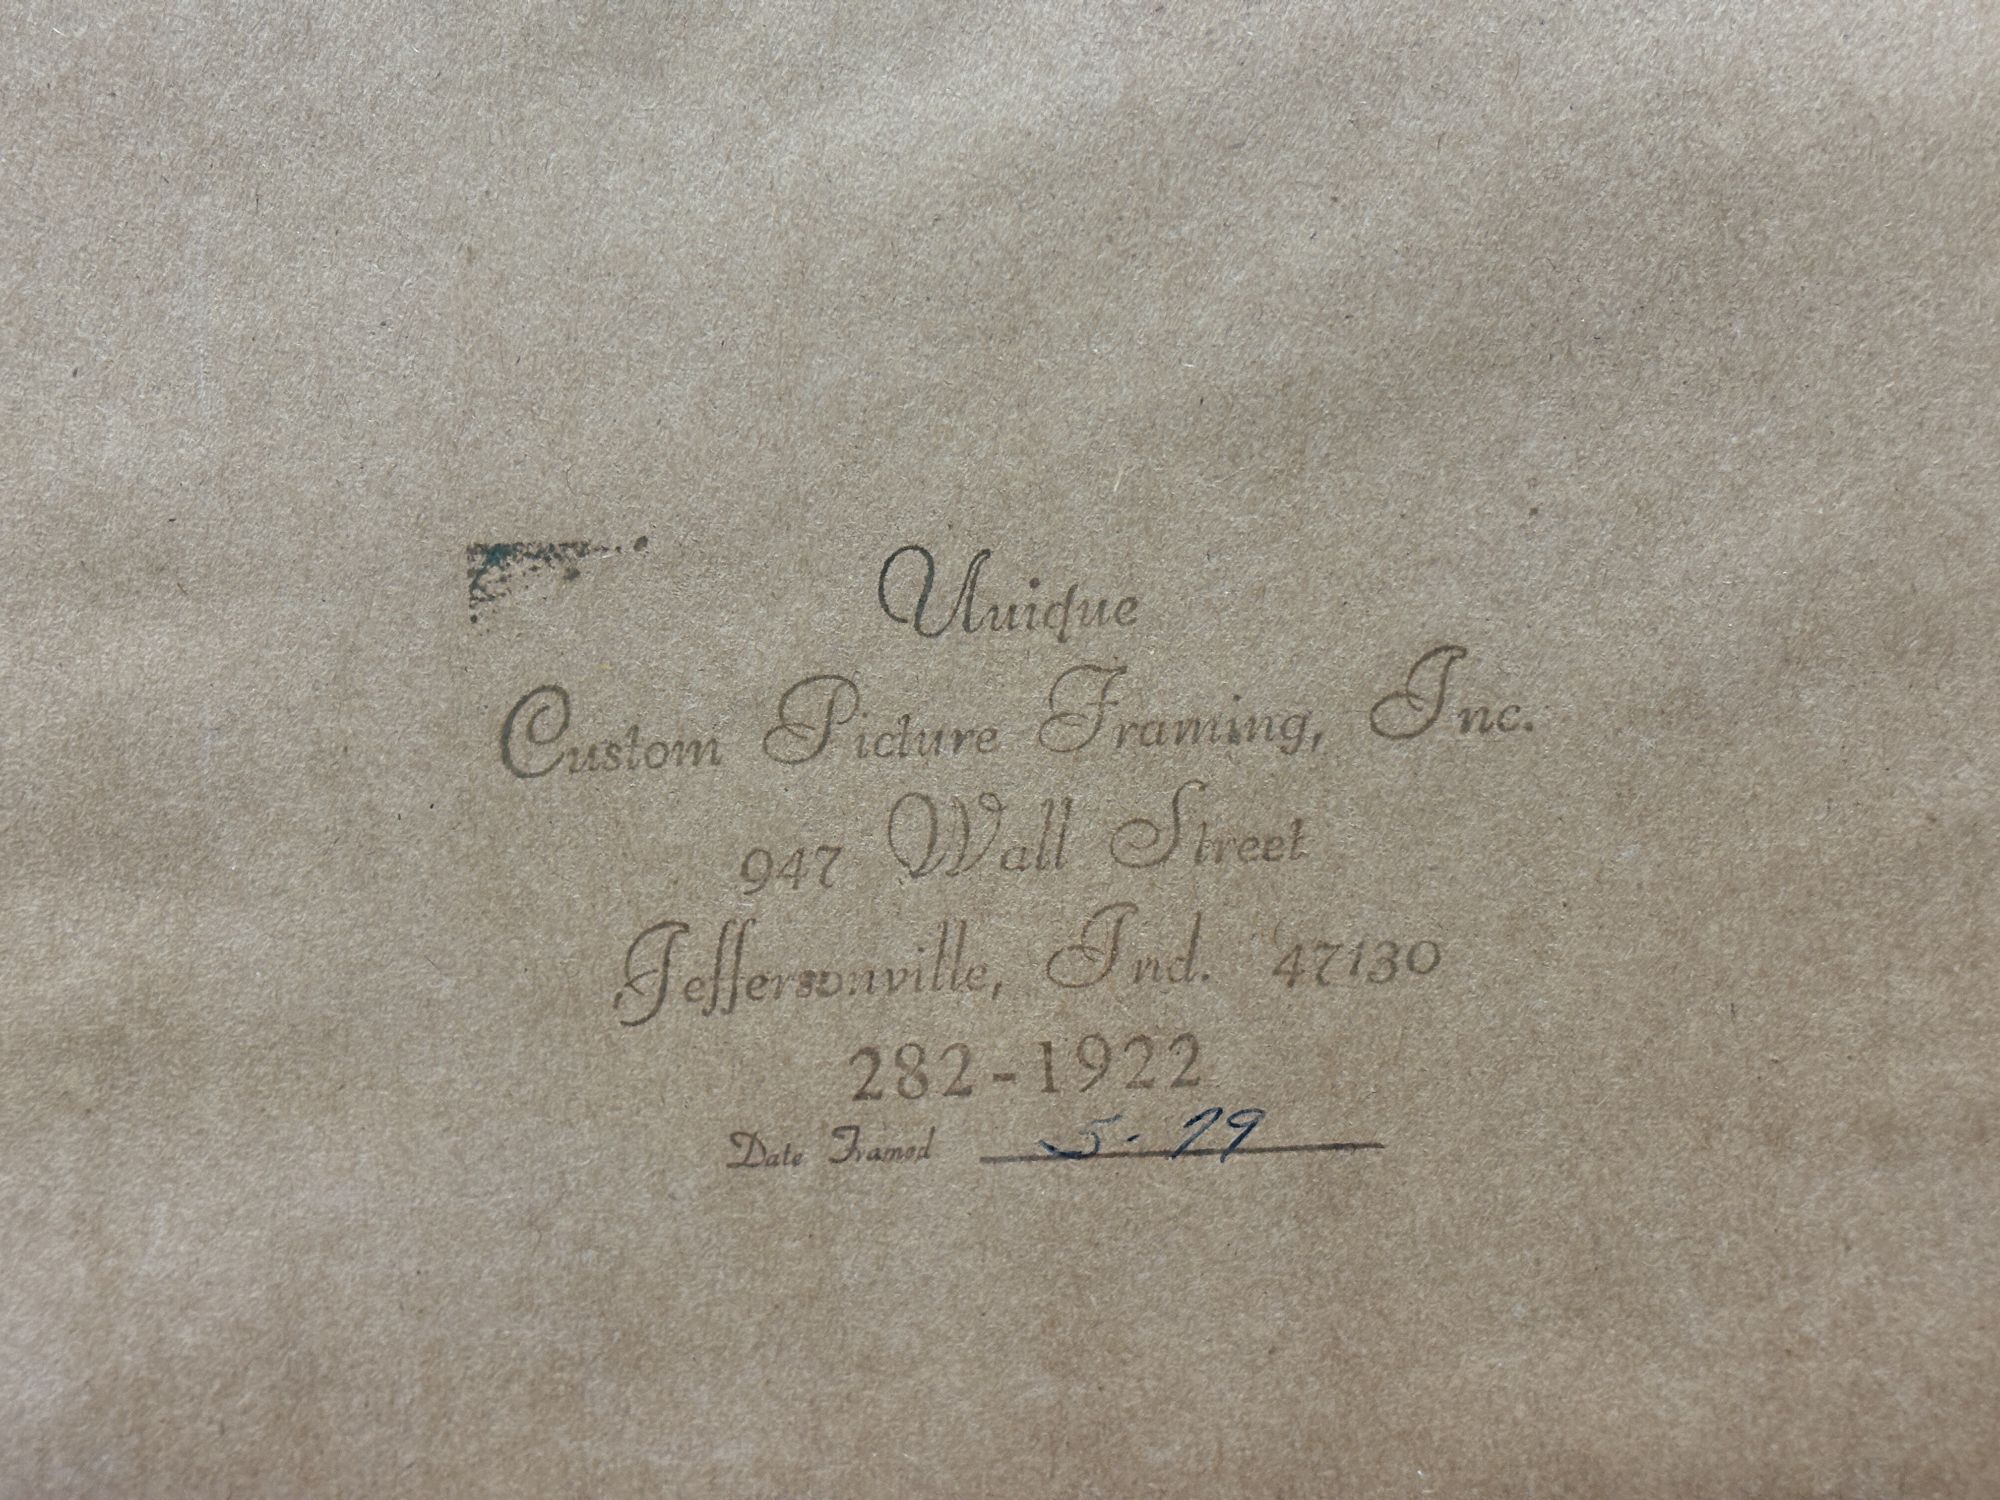 Unique
Custom Picture Framing, Inc.
947 Wall Street
Jeffersonville, Ind. 47130
282-1922
Date Framed 5-79